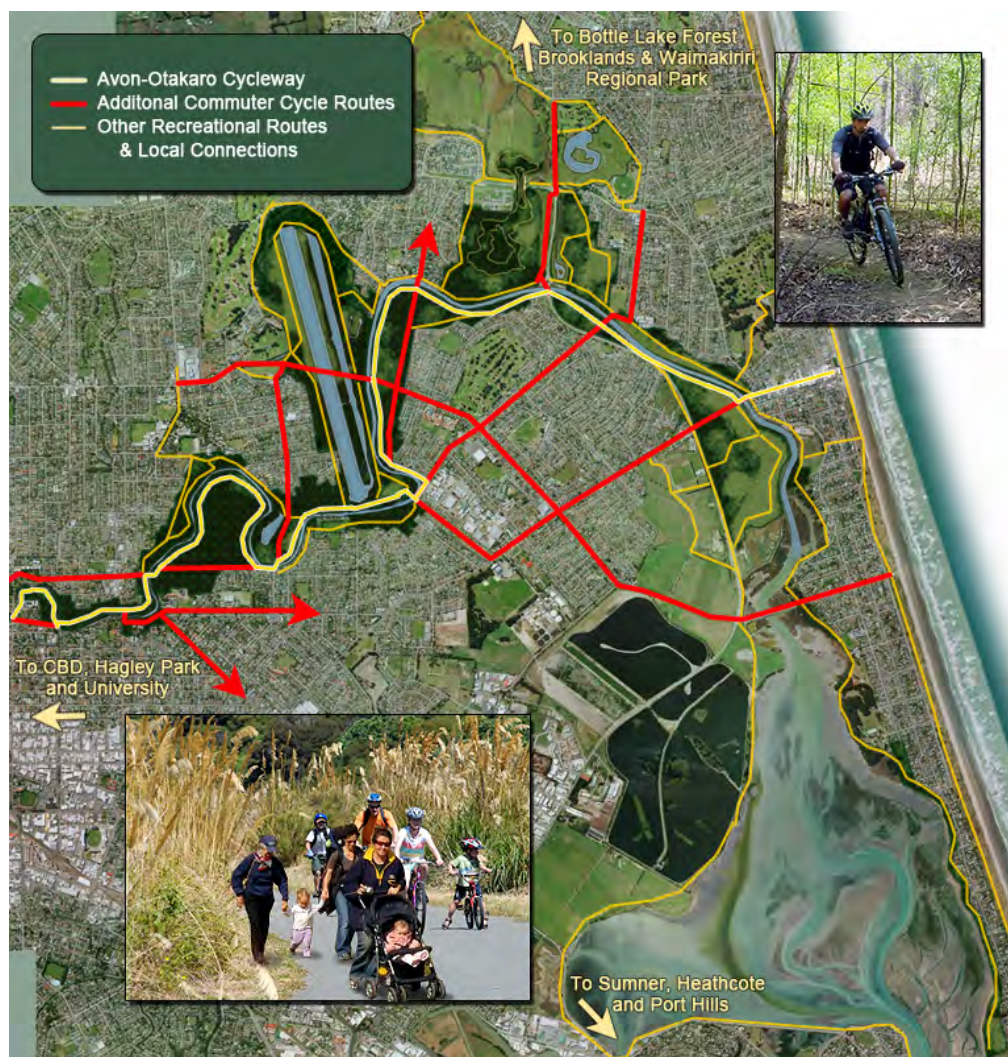 To Bottle Lake Forest
Brooklands & Waimakiriri
Regional Park
Avon-Otakaro Cycleway
Additonal Commuter Cycle Routes
Other Recreational Routes
& Local Connections
To CBD, Hagley Park
and University
To Sumner, Heathcote
and Port Hills